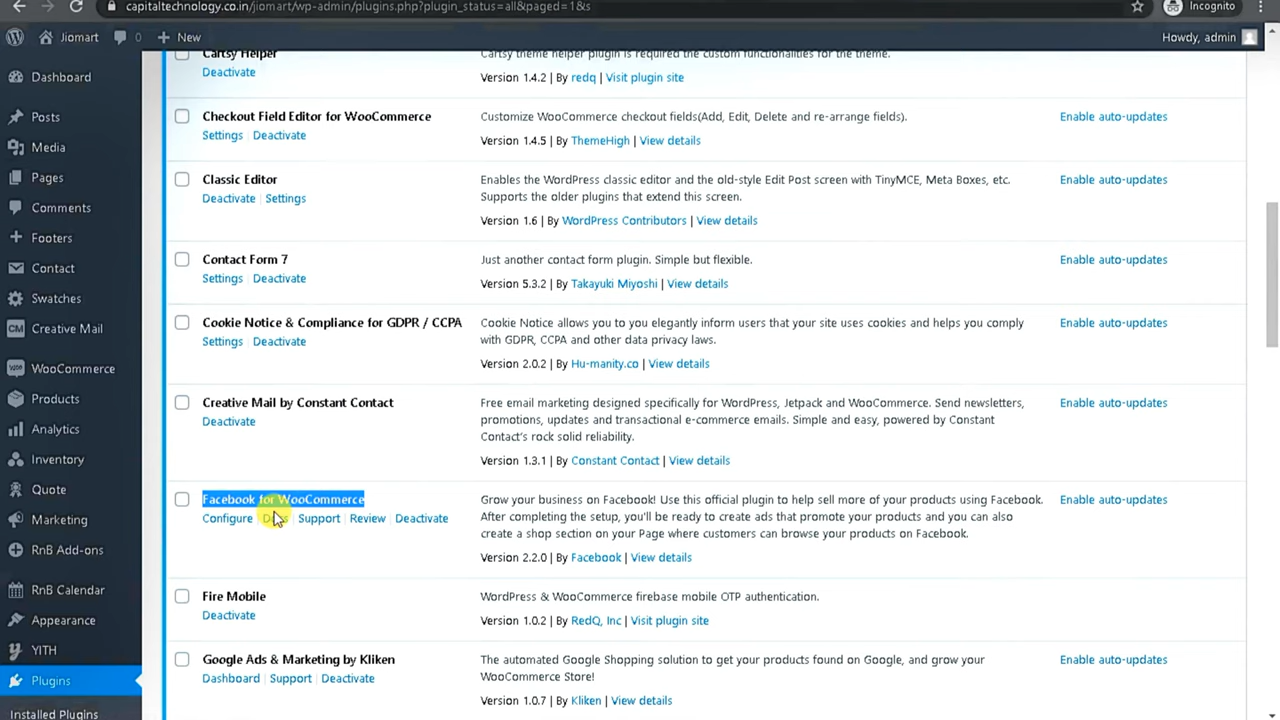 capitaltechnology.co.in/jiomart/wp-admin/plugins.php?plugin_status=all&paged=1&s
Incognito
Jiomart 0 New
Howdy, admin
Dashboard
Posts
Media
Pages
Comments
Footers
Contact
Swatches
Creative Mail
WooCommerce
Products
Analytics
Inventory
Quote
Marketing
RnB Add-ons
RnB Calendar
Appearance
YITH
Plugins
Installed Plugins
Cartsy Helper
Deactivate
Cartsy theme helper plugin is required the custom functionalities for the theme.
Version 1.4.2 | By redq | Visit plugin site
Checkout Field Editor for WooCommerce
Settings | Deactivate
Customize WooCommerce checkout fields(Add, Edit, Delete and re-arrange fields).
Version 1.4.5 | By ThemeHigh | View details
Enable auto-updates
Classic Editor
Deactivate | Settings
Enables the WordPress classic editor and the old-style Edit Post screen with TinyMCE, Meta Boxes, etc.
Supports the older plugins that extend this screen.
Version 1.6 | By WordPress Contributors | View details
Enable auto-updates
Contact Form 7
Settings | Deactivate
Just another contact form plugin. Simple but flexible.
Version 5.3.2 | By Takayuki Miyoshi | View details
Enable auto-updates
Cookie Notice & Compliance for GDPR / CCPA
Settings | Deactivate
Cookie Notice allows you to you elegantly inform users that your site uses cookies and helps you comply
with GDPR, CCPA and other data privacy laws.
Version 2.0.2 | By Hu-manity.co | View details
Enable auto-updates
Creative Mail by Constant Contact
Deactivate
Free email marketing designed specifically for WordPress, Jetpack and WooCommerce. Send newsletters,
promotions, updates and transactional e-commerce emails. Simple and easy, powered by Constant
Contact's rock solid reliability.
Version 1.3.1 | By Constant Contact | View details
Enable auto-updates
Facebook for WooCommerce
Configure | Docs | Support | Review | Deactivate
Grow your business on Facebook! Use this official plugin to help sell more of your products using Facebook.
After completing the setup, you'll be ready to create ads that promote your products and you can also
create a shop section on your Page where customers can browse your products on Facebook.
Version 2.2.0 | By Facebook | View details
Enable auto-updates
Fire Mobile
Deactivate
WordPress & WooCommerce firebase mobile OTP authentication.
Version 1.0.2 | By RedQ, Inc | Visit plugin site
Google Ads & Marketing by Kliken
Dashboard | Support | Deactivate
The automated Google Shopping solution to get your products found on Google, and grow your
WooCommerce Store!
Version 1.0.7 | By Kliken | View details
Enable auto-updates